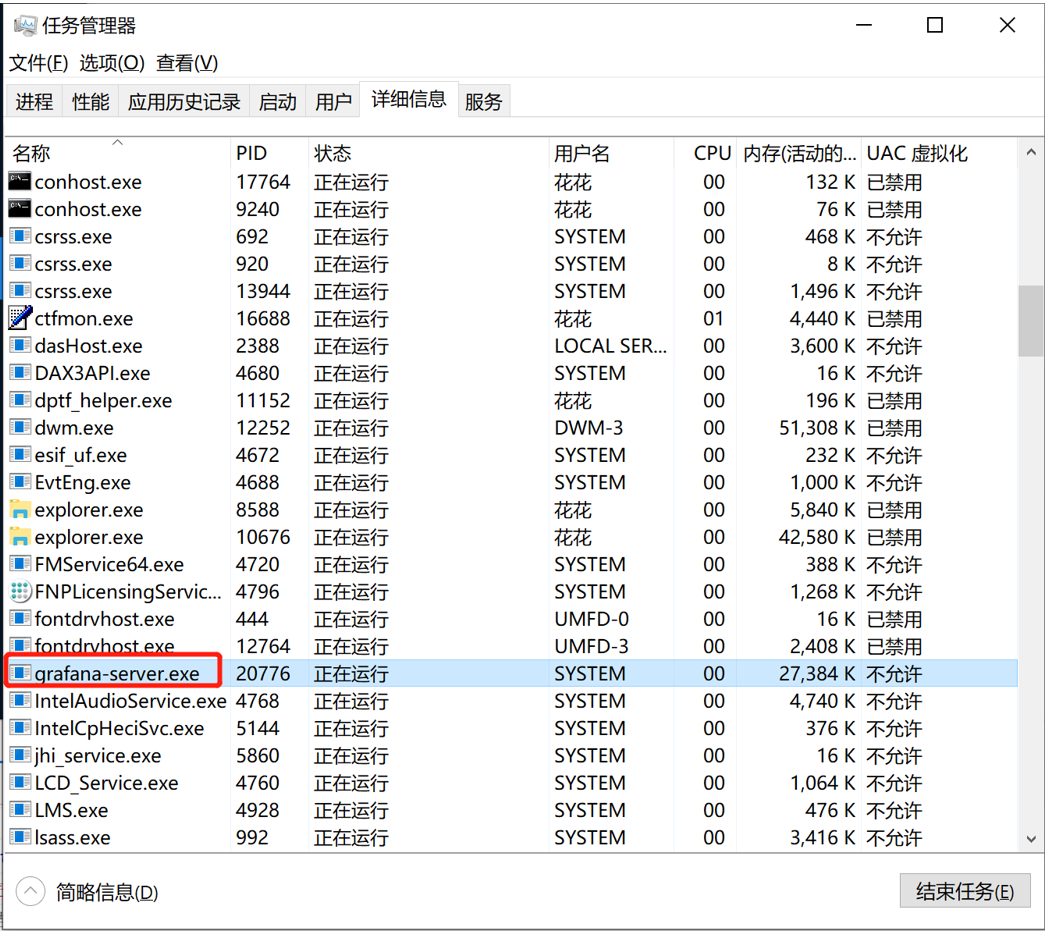 任务管理器
文件(F) 选项(O) 查看(V)
进程 性能 应用历史记录 启动 用户 详细信息 服务
名称 PID 状态 用户名 CPU 内存(活动的... UAC 虚拟化
conhost.exe 17764 正在运行 花花 00 132 K 已禁用
conhost.exe 9240 正在运行 花花 00 76 K 已禁用
csrss.exe 692 正在运行 SYSTEM 00 468 K 不允许
csrss.exe 920 正在运行 SYSTEM 00 8 K 不允许
csrss.exe 13944 正在运行 SYSTEM 00 1,496 K 不允许
ctfmon.exe 16688 正在运行 花花 01 4,440 K 已禁用
dasHost.exe 2388 正在运行 LOCAL SER... 00 3,600 K 不允许
DAX3API.exe 4680 正在运行 SYSTEM 00 16 K 不允许
dptf_helper.exe 11152 正在运行 花花 00 196 K 已禁用
dwm.exe 12252 正在运行 DWM-3 00 51,308 K 已禁用
esif_uf.exe 4672 正在运行 SYSTEM 00 232 K 不允许
EvtEng.exe 4688 正在运行 SYSTEM 00 1,000 K 不允许
explorer.exe 8588 正在运行 花花 00 5,840 K 已禁用
explorer.exe 10676 正在运行 花花 00 42,580 K 已禁用
FMService64.exe 4720 正在运行 SYSTEM 00 388 K 不允许
FNPLicensingServic... 4796 正在运行 SYSTEM 00 1,268 K 不允许
fontdrvhost.exe 444 正在运行 UMFD-0 00 16 K 已禁用
fontdrvhost.exe 12764 正在运行 UMFD-3 00 2,408 K 已禁用
grafana-server.exe 20776 正在运行 SYSTEM 00 27,384 K 不允许
IntelAudioService.exe 4768 正在运行 SYSTEM 00 4,740 K 不允许
IntelCpHeciSvc.exe 5144 正在运行 SYSTEM 00 376 K 不允许
jhi_service.exe 5860 正在运行 SYSTEM 00 16 K 不允许
LCD_Service.exe 4760 正在运行 SYSTEM 00 1,064 K 不允许
LMS.exe 4928 正在运行 SYSTEM 00 476 K 不允许
lsass.exe 992 正在运行 SYSTEM 00 3,416 K 不允许
简略信息(D) 结束任务(E)